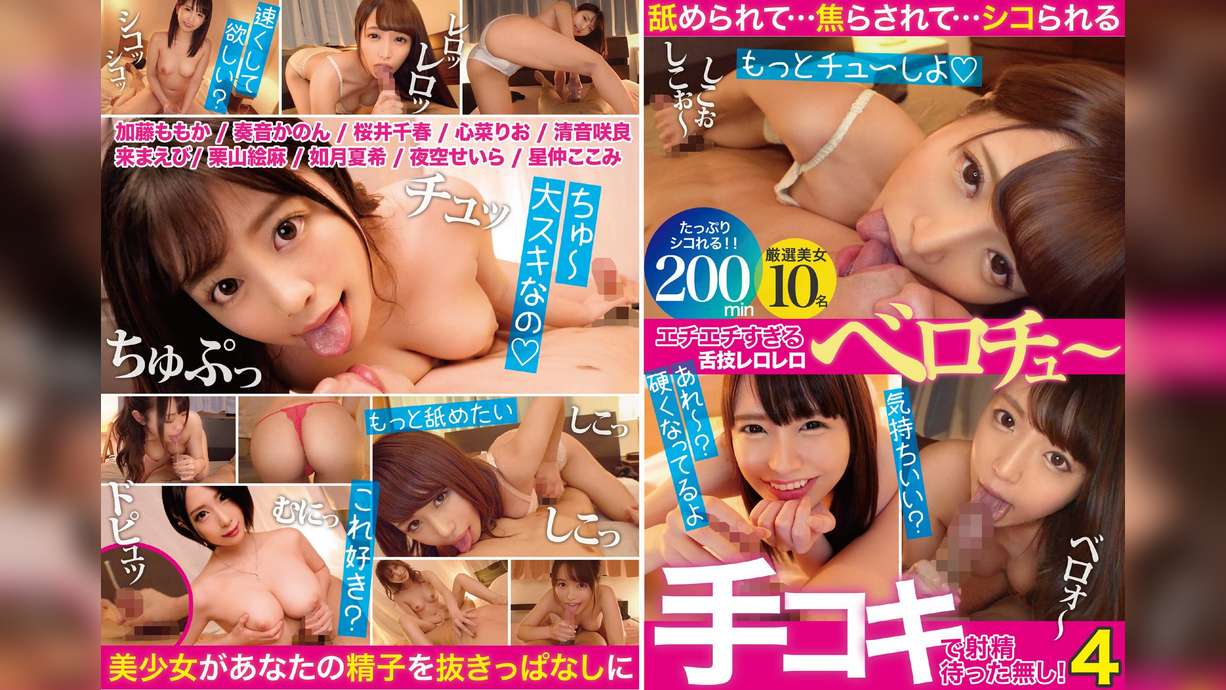 シコッ
シコッ
速くして
欲しい?
レロッ
レロッ
加藤ももか / 奏音かのん / 桜井千春 / 心菜りお / 清音咲良
来まえび / 栗山絵麻 / 如月夏希 / 夜空せいら / 星仲ここみ
チュッ
ちゅ〜
大スキなの♡
ちゅぷっ
もっと舐めたい
しこっ
しこっ
ドピュッ
むにっ
これ好き?
美少女があなたの精子を抜きっぱなしに
舐められて…焦らされて…シコられる
しこぉ
しこぉ〜
もっとチュ〜しよ♡
たっぷり
シコれる!!
200min
厳選美女
10名
エチエチすぎる
舌技レロレロ
ベロチュ〜
あれ〜?
硬くなってるよ
気持ちいい?
ベロォ〜
手コキ
で射精
待った無し!
4